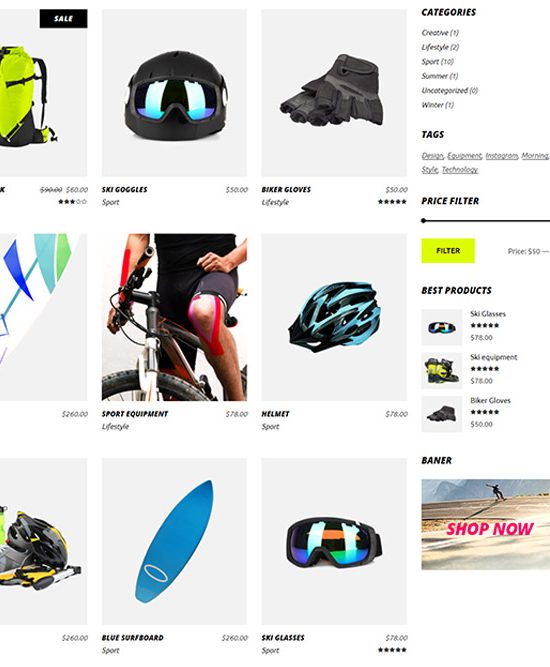 SALE
K $90.00 $60.00
SKI GOGGLES $50.00
Sport
BIKER GLOVES $50.00
Lifestyle
$260.00
SPORT EQUIPMENT $78.00
Lifestyle
HELMET $78.00
Sport
$260.00
BLUE SURFBOARD $260.00
Sport
SKI GLASSES $78.00
Sport
CATEGORIES
Creative (1)
Lifestyle (2)
Sport (10)
Summer (1)
Uncategorized (0)
Winter (1)
TAGS
Design, Equipment, Instagram, Morning,
Style, Technology
PRICE FILTER
FILTER Price: $50 —
BEST PRODUCTS
Ski Glasses
$78.00
Ski equipment
$78.00
Biker Gloves
$50.00
BANER
SHOP NOW